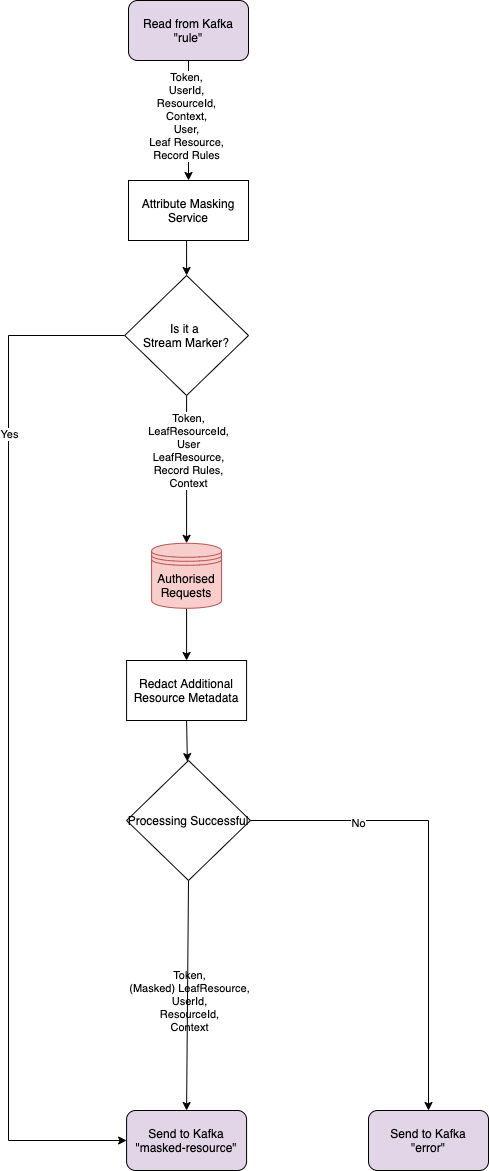 Read from Kafka
"rule"
Token,
UserId,
ResourceId,
Context,
User,
Leaf Resource,
Record Rules
Attribute Masking
Service
Is it a
Stream Marker?
Yes
Token,
LeafResourceId,
User
LeafResource,
Record Rules,
Context
Authorised
Requests
Redact Additional
Resource Metadata
Processing Successful
No
Token,
(Masked) LeafResource,
UserId,
ResourceId,
Context
Send to Kafka
"masked-resource"
Send to Kafka
"error"